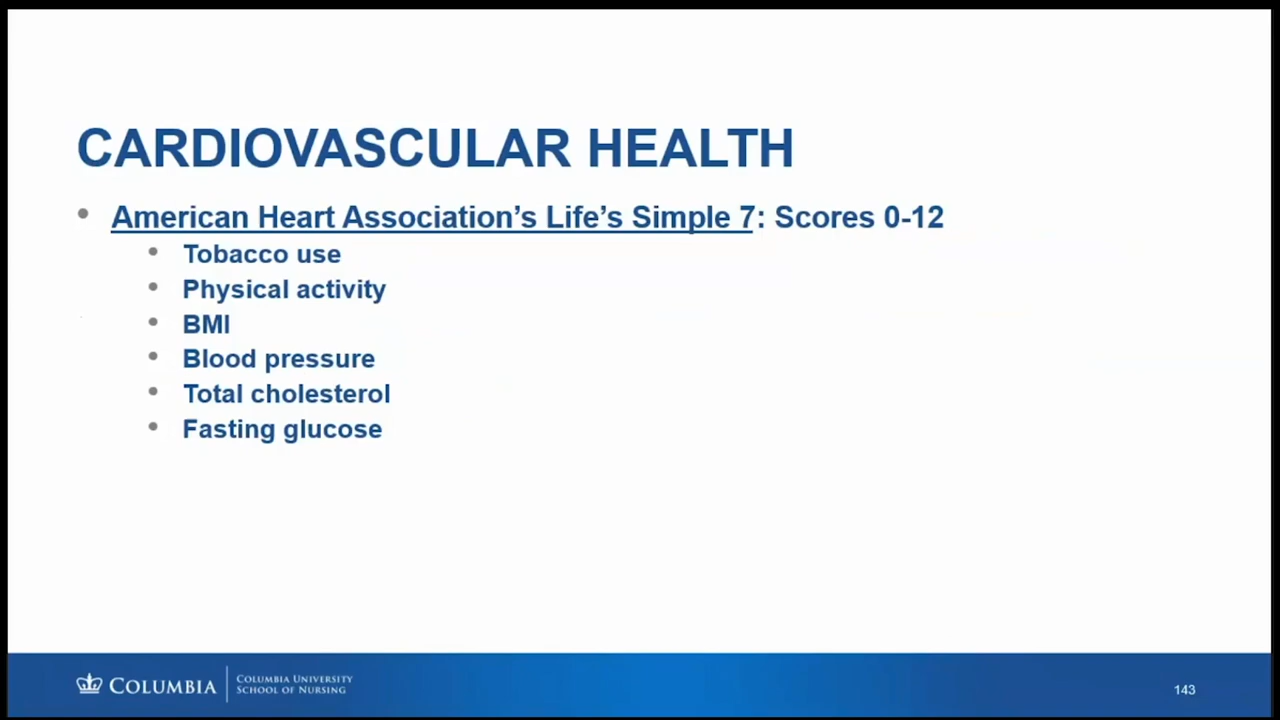 CARDIOVASCULAR HEALTH
• American Heart Association's Life's Simple 7: Scores 0-12
• Tobacco use
• Physical activity
• BMI
• Blood pressure
• Total cholesterol
• Fasting glucose
COLUMBIA
COLUMBIA UNIVERSITY
SCHOOL OF NURSING
143